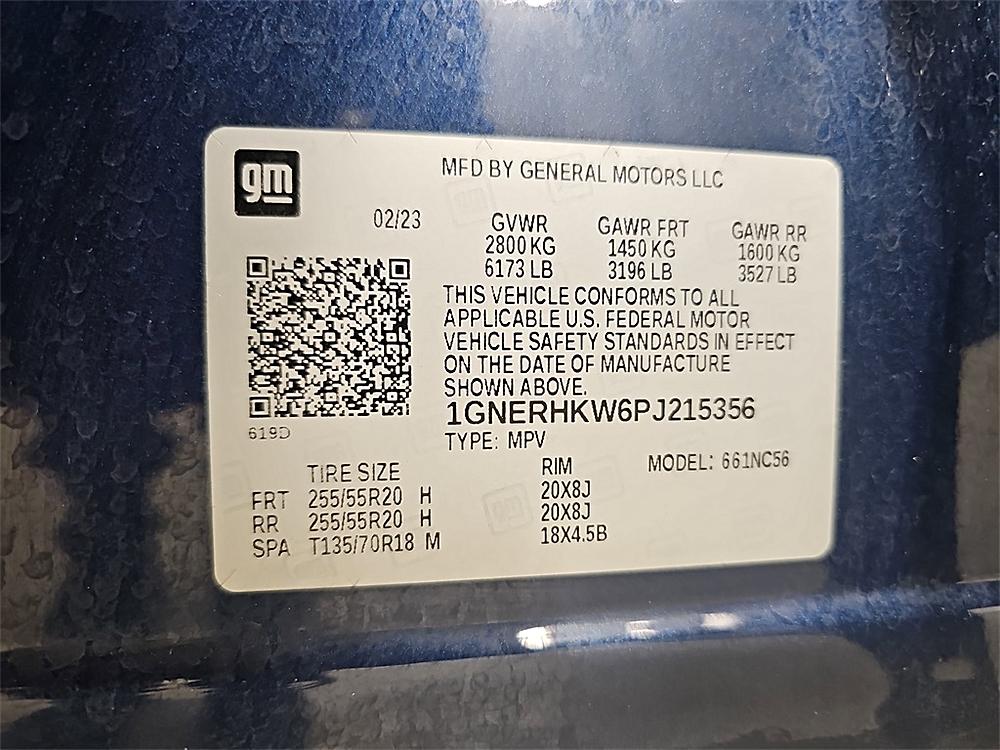 gm
MFD BY GENERAL MOTORS LLC
02/23 GVWR GAWR FRT GAWR RR
2800 KG 1450 KG 1600 KG
6173 LB 3196 LB 3527 LB
THIS VEHICLE CONFORMS TO ALL
APPLICABLE U.S. FEDERAL MOTOR
VEHICLE SAFETY STANDARDS IN EFFECT
ON THE DATE OF MANUFACTURE
SHOWN ABOVE.
1GNERHKW6PJ215356
619D
TYPE: MPV
TIRE SIZE RIM MODEL: 661NC56
FRT 255/55R20 H 20X8J
RR 255/55R20 H 20X8J
SPA T135/70R18 M 18X4.5B